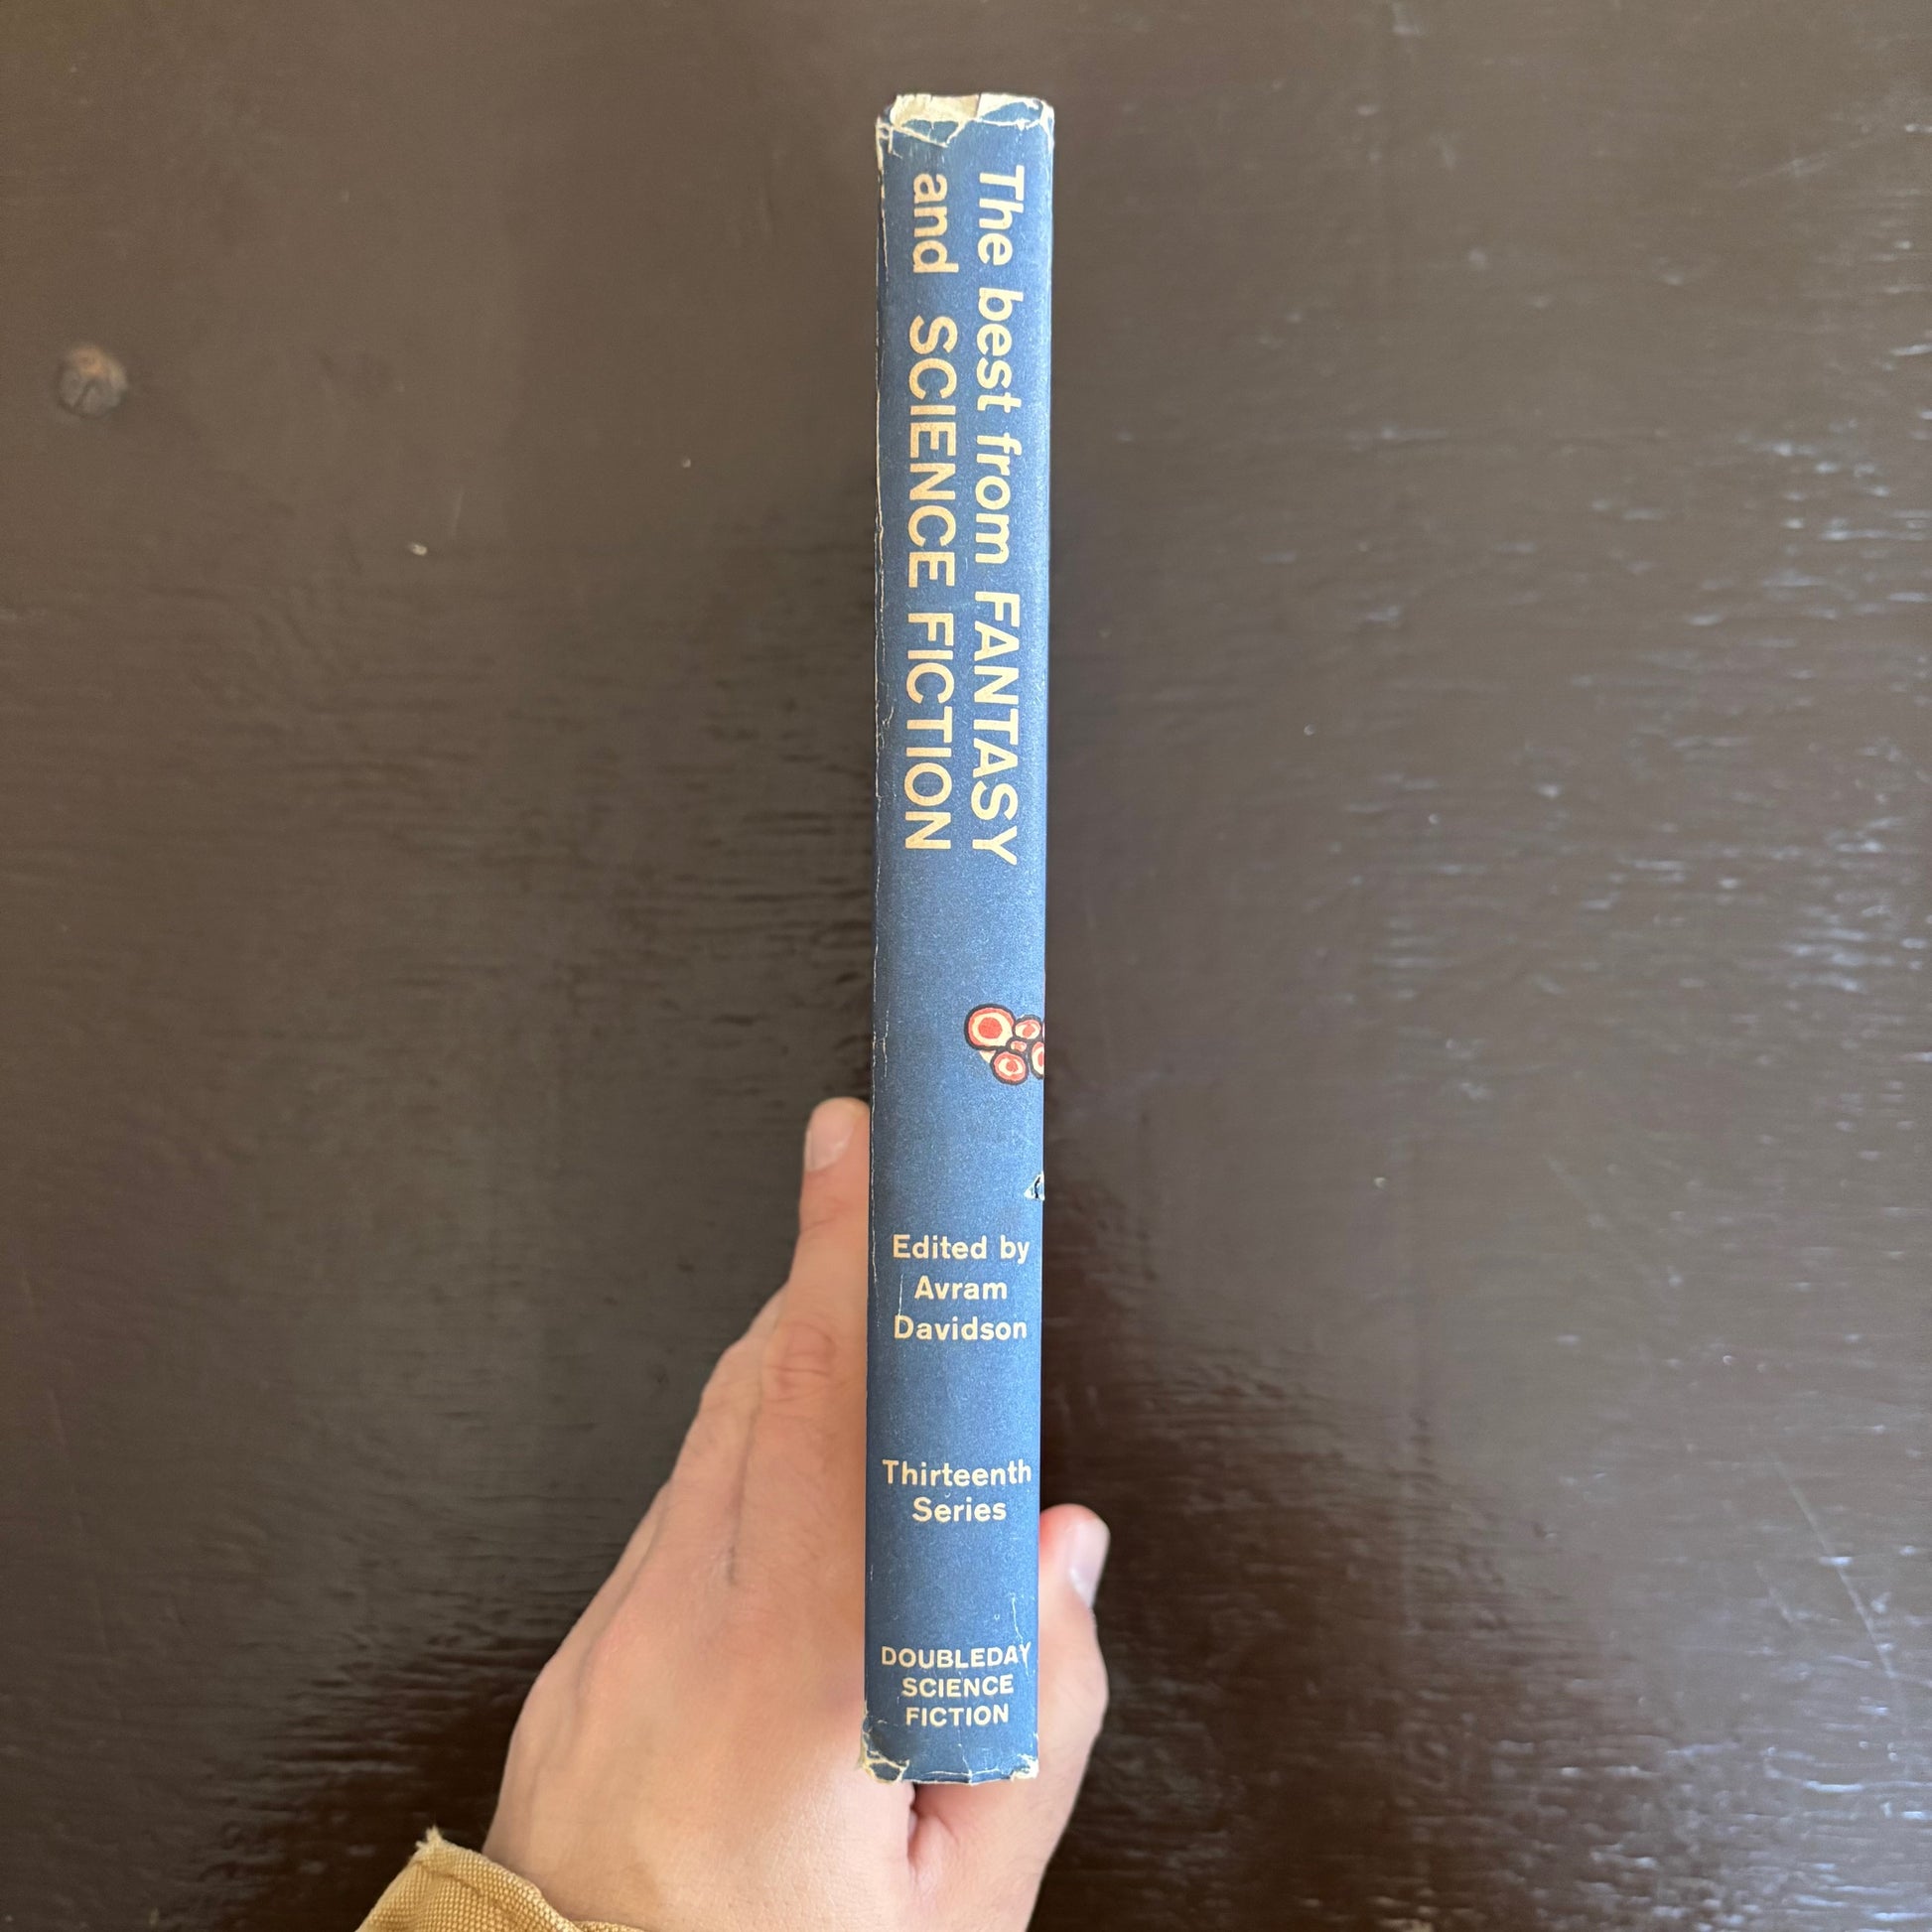 The best from FANTASY
and SCIENCE FICTION
Edited by
Avram
Davidson
Thirteenth
Series
DOUBLEDAY
SCIENCE
FICTION